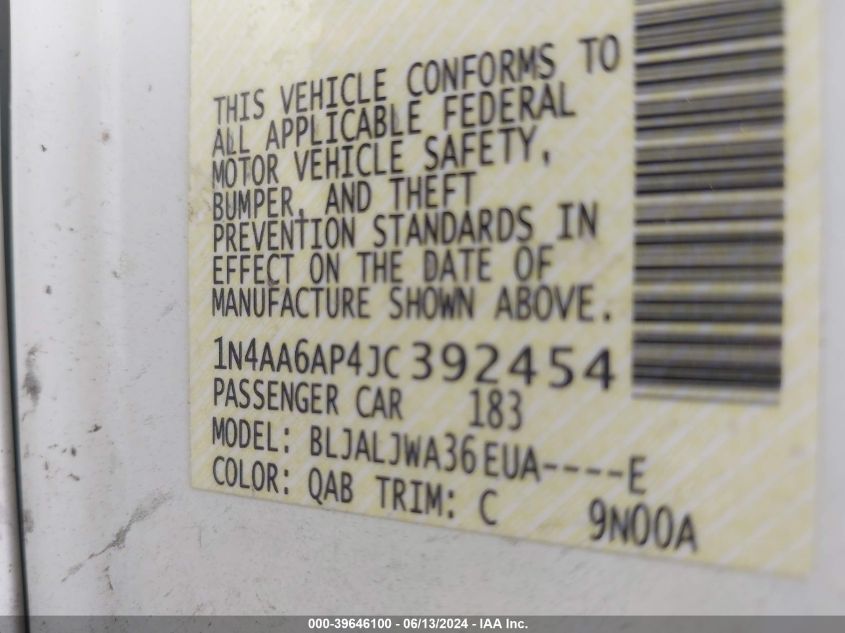 THIS VEHICLE CONFORMS TO
ALL APPLICABLE FEDERAL
MOTOR VEHICLE SAFETY,
BUMPER, AND THEFT
PREVENTION STANDARDS IN
EFFECT ON THE DATE OF
MANUFACTURE SHOWN ABOVE.
1N4AA6AP4JC392454
PASSENGER CAR 183
MODEL: BLJALJWA36EUA----E
COLOR: QAB TRIM: C 9N00A
000-39646100 - 06/13/2024 - IAA Inc.